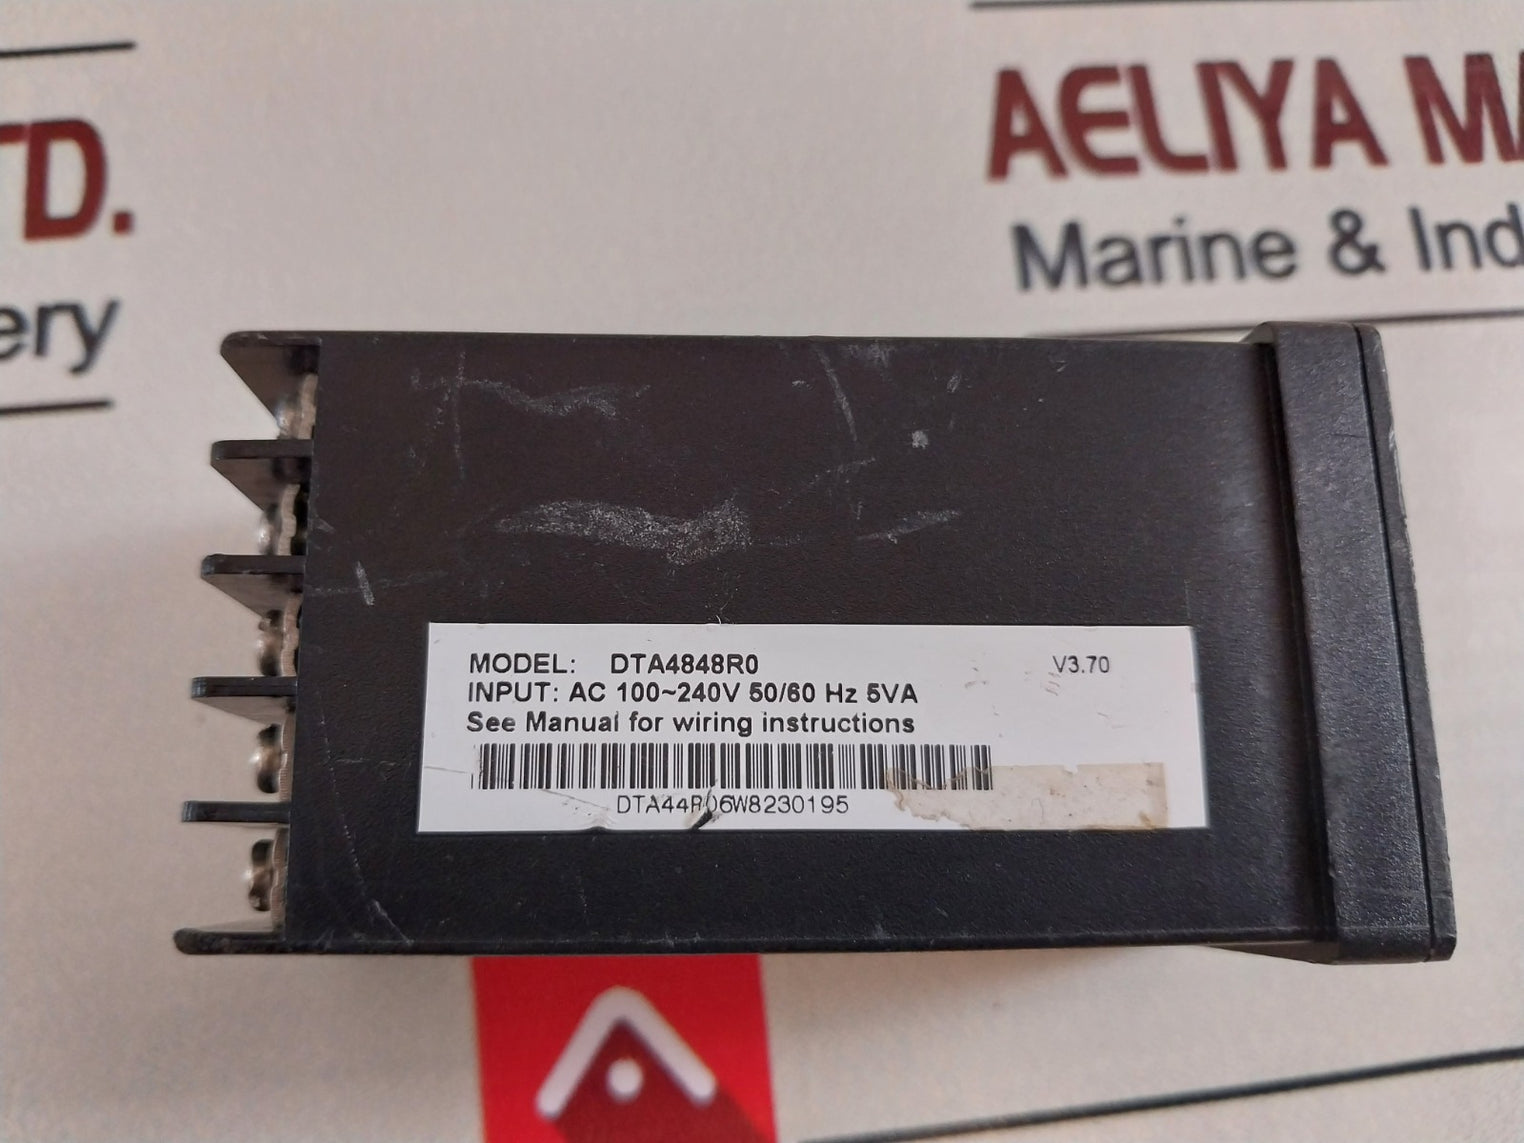 TD.
ery
AELIYA MA
Marine & Ind
MODEL: DTA4848R0 V3.70
INPUT: AC 100~240V 50/60 Hz 5VA
See Manual for wiring instructions
DTA44R06W8230195